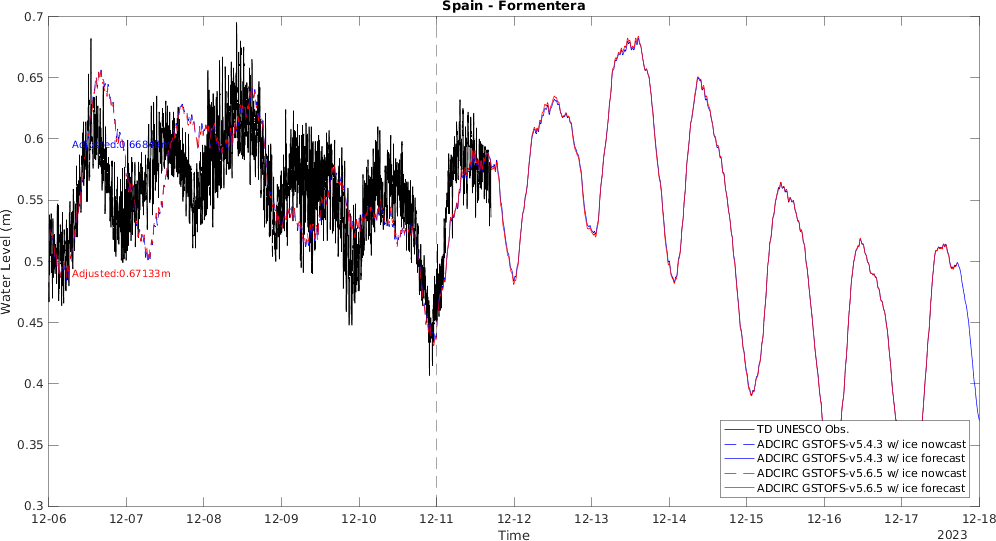 Spain - Formentera
Water Level (m)
0.7
0.65
0.6
0.55
0.5
0.45
0.4
0.35
0.3
Adjusted:0.668
Adjusted:0.67133m
TD UNESCO Obs.
ADCIRC GSTOFS-v5.4.3 w/ ice nowcast
ADCIRC GSTOFS-v5.4.3 w/ ice forecast
ADCIRC GSTOFS-v5.6.5 w/ ice nowcast
ADCIRC GSTOFS-v5.6.5 w/ ice forecast
12-06 12-07 12-08 12-09 12-10 12-11 12-12 12-13 12-14 12-15 12-16 12-17 12-18
Time
2023